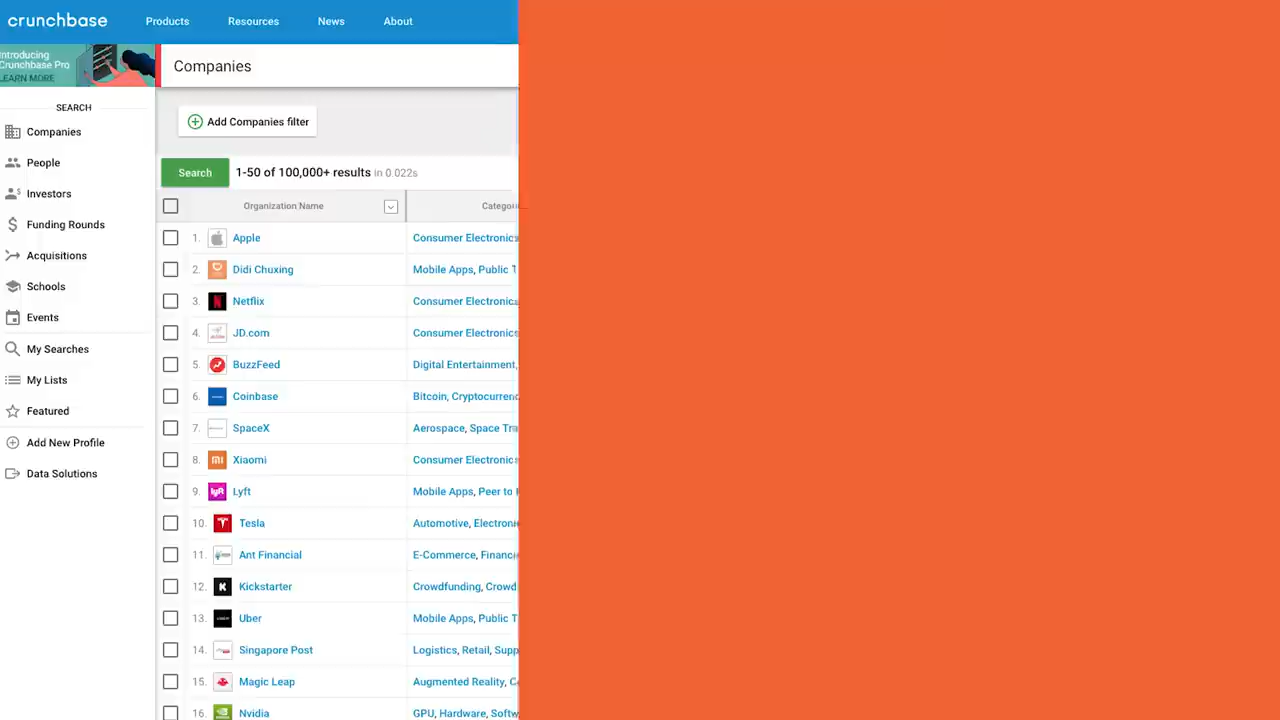 crunchbase Products Resources News About
Introducing
Crunchbase Pro
LEARN MORE
Companies
SEARCH
Companies
People
Investors
Funding Rounds
Acquisitions
Schools
Events
My Searches
My Lists
Featured
Add New Profile
Data Solutions
Add Companies filter
Search 1-50 of 100,000+ results in 0.022s
Organization Name
1. Apple Consumer Electronics
2. Didi Chuxing Mobile Apps, Public
3. Netflix Consumer Electronics
4. JD.com Consumer Electronics
5. BuzzFeed Digital Entertainment,
6. Coinbase Bitcoin,
7. SpaceX Aerospace, Space
8. Xiaomi Consumer Electronics
9. Lyft Mobile Apps, Peer to
10. Tesla Automotive,
11. Ant Financial E-Commerce,
12. Kickstarter Crowdfunding,
13. Uber Mobile Apps, Public
14. Singapore Post Logistics, Retail,
15. Magic Leap Augmented Reality,
16. Nvidia GPU, Hardware,